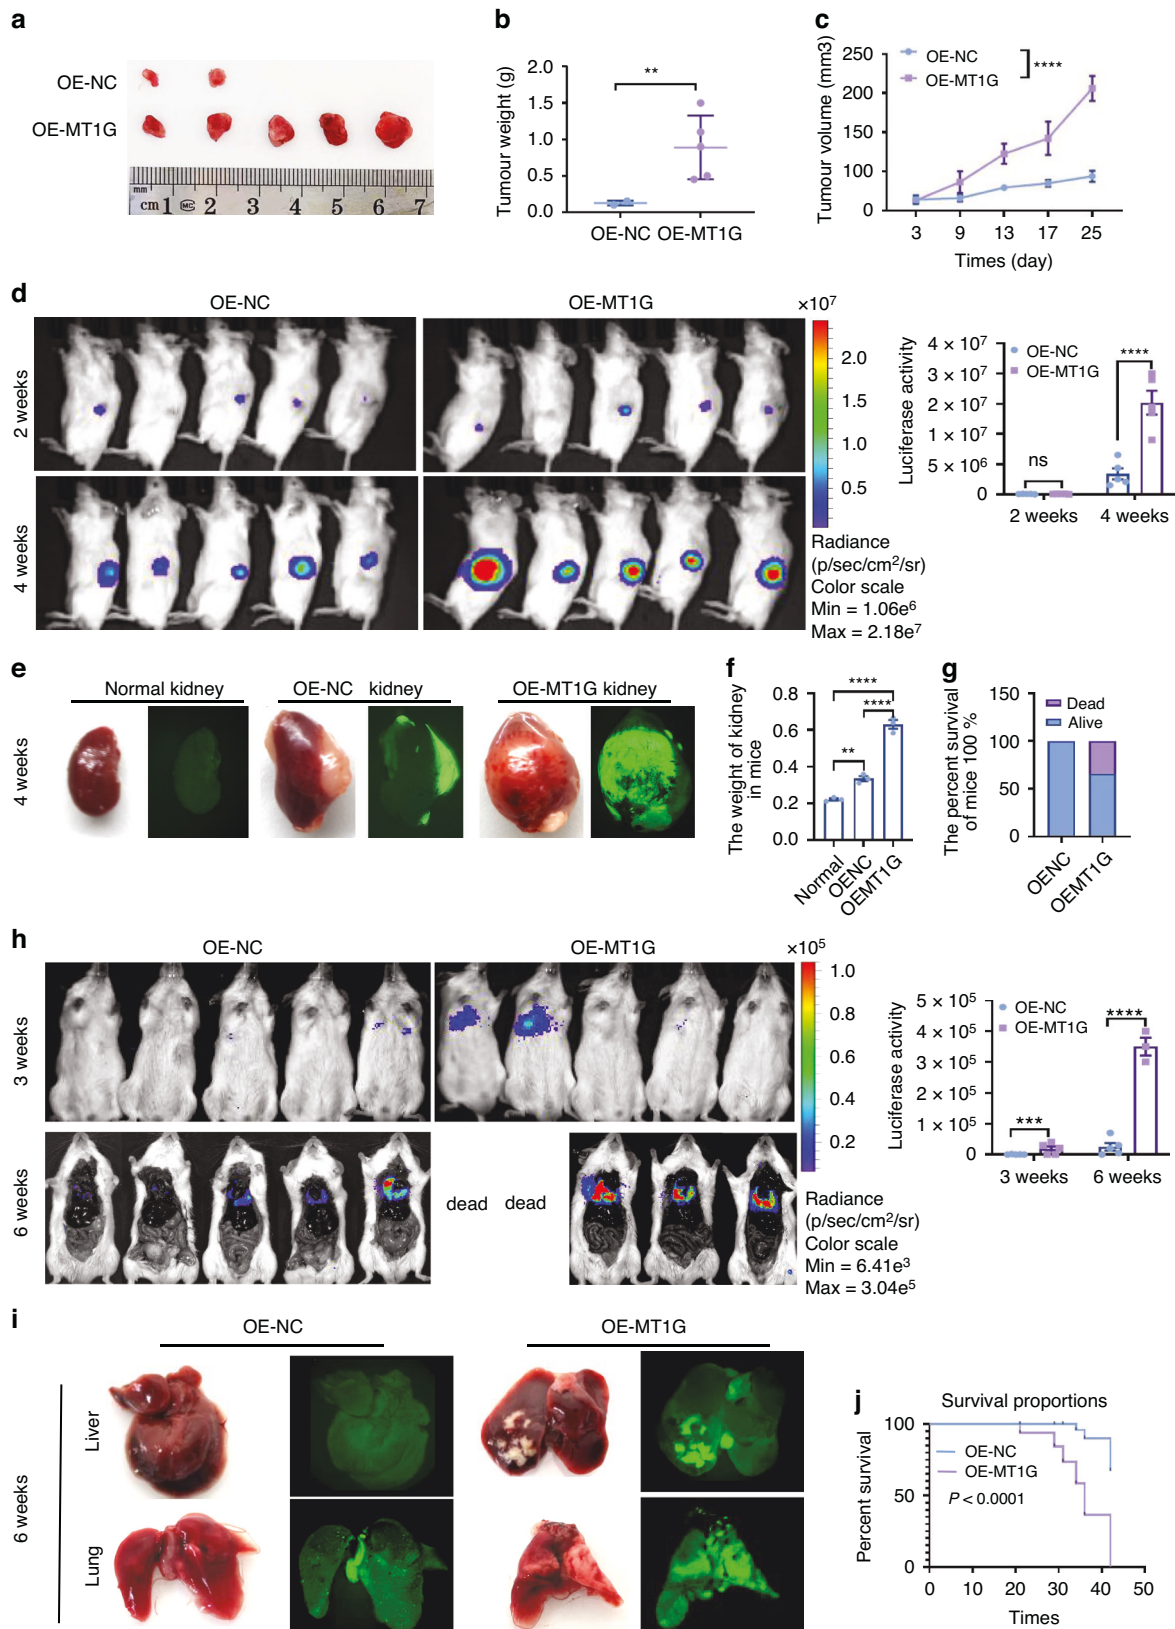 a
OE-NC
OE-MT1G
mm
cm 1 MC 2 3 4 5 6 7
b
Tumour weight (g)
2.0
1.5
1.0
0.5
0.0
**
OE-NC OE-MT1G
c
Tumour volume (mm3)
250
200
150
100
50
0
OE-NC
OE-MT1G
****
3 9 13 17 25
Times (day)
d
OE-NC
OE-MT1G
×10⁷
2 weeks
4 weeks
2.0
1.5
1.0
0.5
Radiance
(p/sec/cm²/sr)
Color scale
Min = 1.06e⁶
Max = 2.18e⁷
Luciferase activity
4 × 10⁷
3 × 10⁷
2 × 10⁷
1 × 10⁷
5 × 10⁶
0
OE-NC
OE-MT1G
ns
****
2 weeks 4 weeks
e
Normal kidney
OE-NC kidney
OE-MT1G kidney
4 weeks
f
The weight of kidney
in mice
0.8
0.6
0.4
0.2
0.0
****
****
**
Normal
OENC
OEMT1G
g
The percent survival
of mice 100 %
150
100
50
0
Dead
Alive
OENC
OEMT1G
h
OE-NC
OE-MT1G
×10⁵
3 weeks
6 weeks
dead dead
1.0
0.8
0.6
0.4
0.2
Radiance
(p/sec/cm²/sr)
Color scale
Min = 6.41e³
Max = 3.04e⁵
Luciferase activity
5 × 10⁵
4 × 10⁵
3 × 10⁵
2 × 10⁵
1 × 10⁵
0
OE-NC
OE-MT1G
***
****
3 weeks 6 weeks
i
OE-NC
OE-MT1G
6 weeks
Liver
Lung
j
Survival proportions
Percent survival
100
50
0
OE-NC
OE-MT1G
P < 0.0001
0 10 20 30 40 50
Times